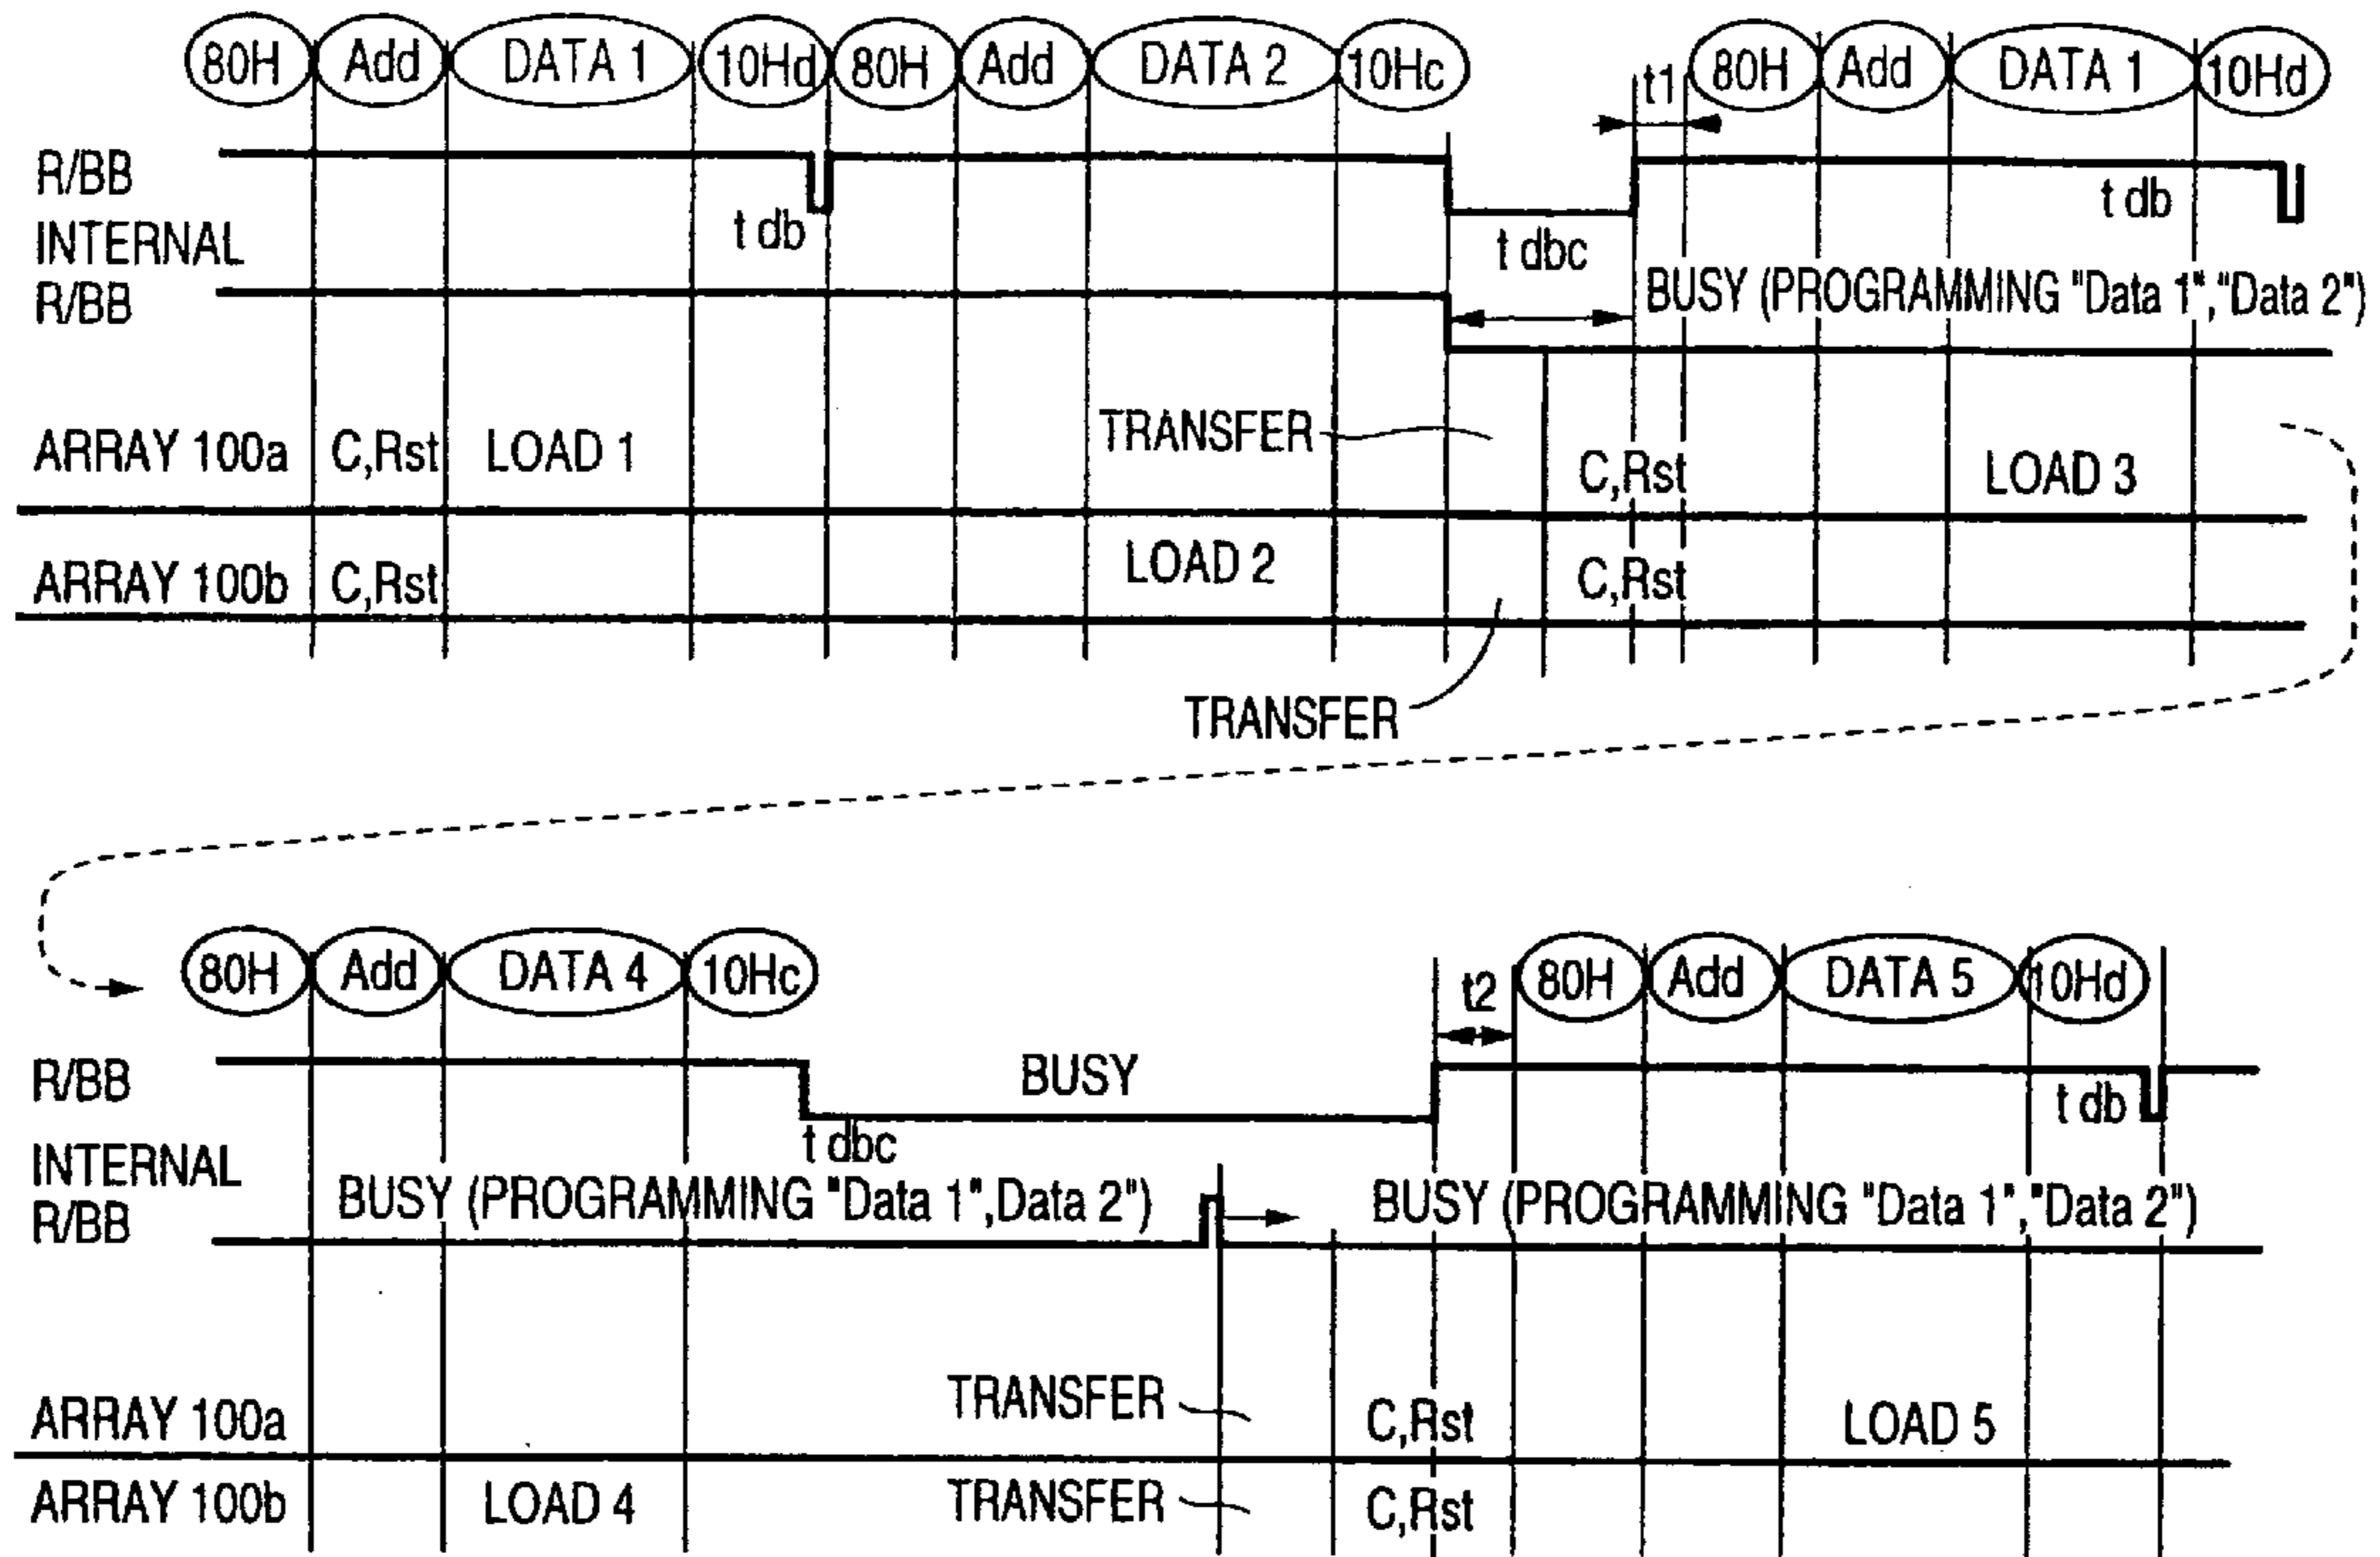 80H Add DATA 1 10Hd 80H Add DATA 2 10Hc t1 80H Add DATA 1 10Hd
R/BB
t db
t dbc
t db
INTERNAL
R/BB
BUSY (PROGRAMMING "Data 1","Data 2")
TRANSFER
ARRAY 100a C,Rst LOAD 1 C,Rst LOAD 3
ARRAY 100b C,Rst LOAD 2 C,Rst
TRANSFER
80H Add DATA 4 10Hc t2 80H Add DATA 5 10Hd
R/BB
BUSY
t dbc
t db
INTERNAL
R/BB
BUSY (PROGRAMMING "Data 1",Data 2")
BUSY (PROGRAMMING "Data 1","Data 2")
ARRAY 100a TRANSFER C,Rst LOAD 5
ARRAY 100b LOAD 4 TRANSFER C,Rst